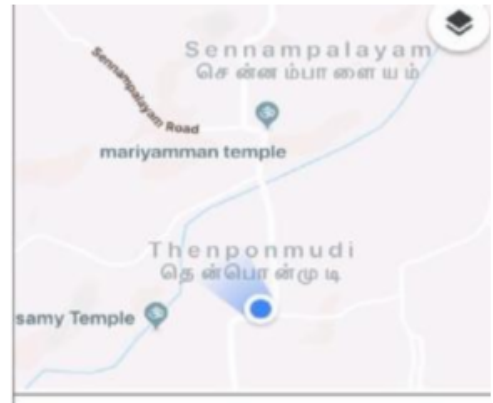 Sennampalayam
சென்னம்பாளையம்
Sennampalayam Road
mariyamman temple
Thenponmudi
தென்பொன்முடி
samy Temple